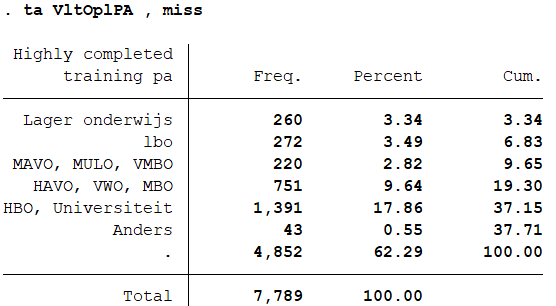 . ta VltOplPA , miss
Highly completed
training pa Freq. Percent Cum.
Lager onderwijs 260 3.34 3.34
lbo 272 3.49 6.83
MAVO, MULO, VMBO 220 2.82 9.65
HAVO, VWO, MBO 751 9.64 19.30
HBO, Universiteit 1,391 17.86 37.15
Anders 43 0.55 37.71
. 4,852 62.29 100.00
Total 7,789 100.00